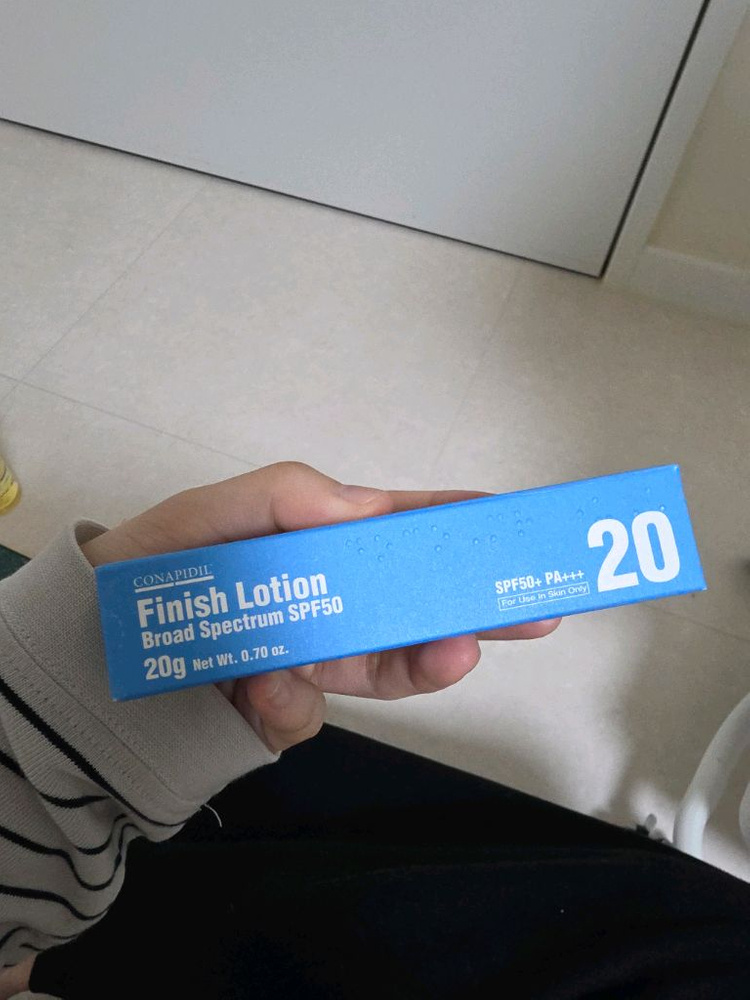 CONAPIDIL
Finish Lotion
Broad Spectrum SPF50
20g Net Wt. 0.70 oz.
SPF50+ PA+++
For Use In Skin Only
20